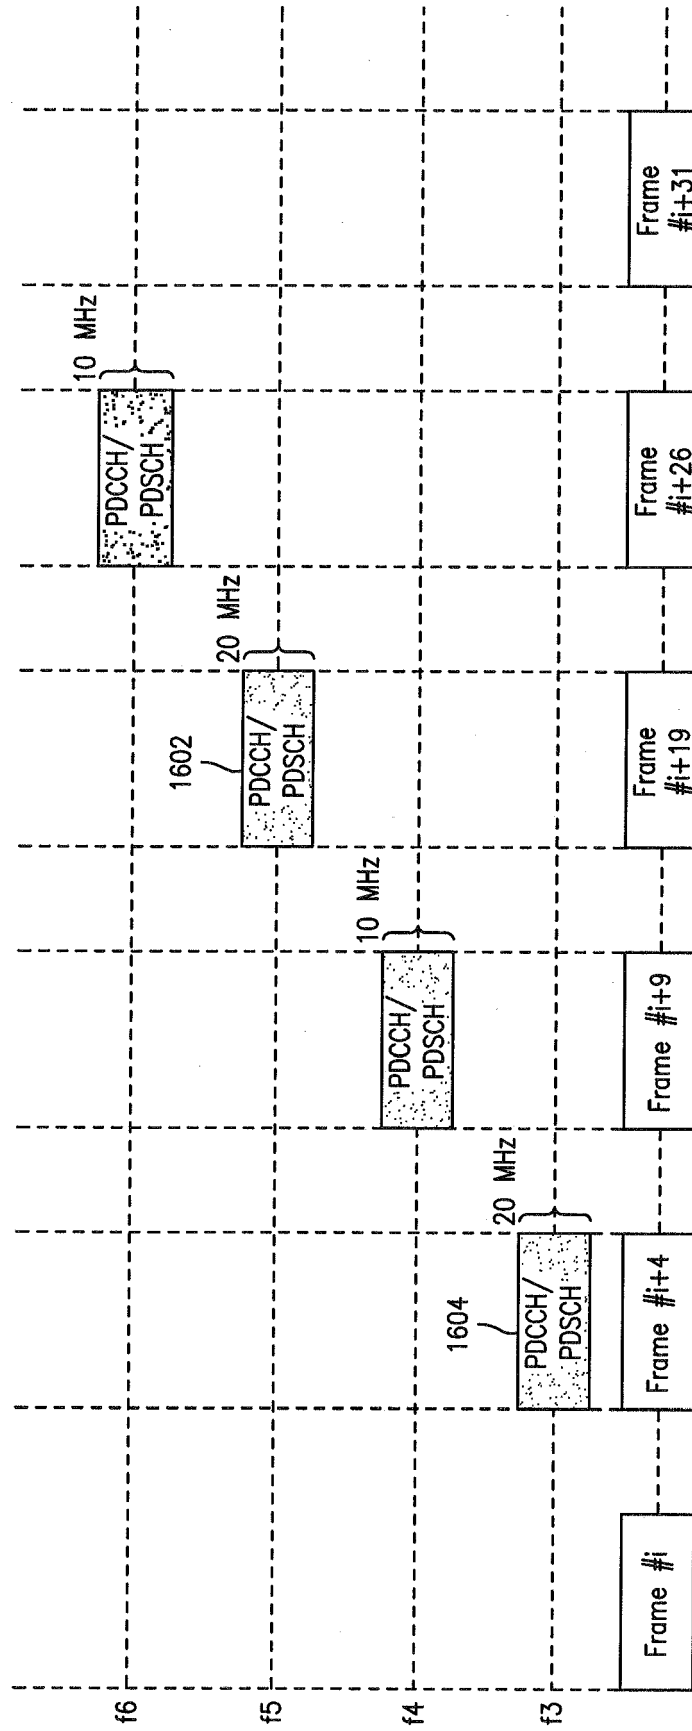 f6
10 MHz
PDCCH/
PDSCH
f5
20 MHz
1602
PDCCH/
PDSCH
f4
10 MHz
PDCCH/
PDSCH
f3
20 MHz
1604
PDCCH/
PDSCH
Frame #i
Frame #i+4
Frame #i+9
Frame
#i+19
Frame
#i+26
Frame
#i+31